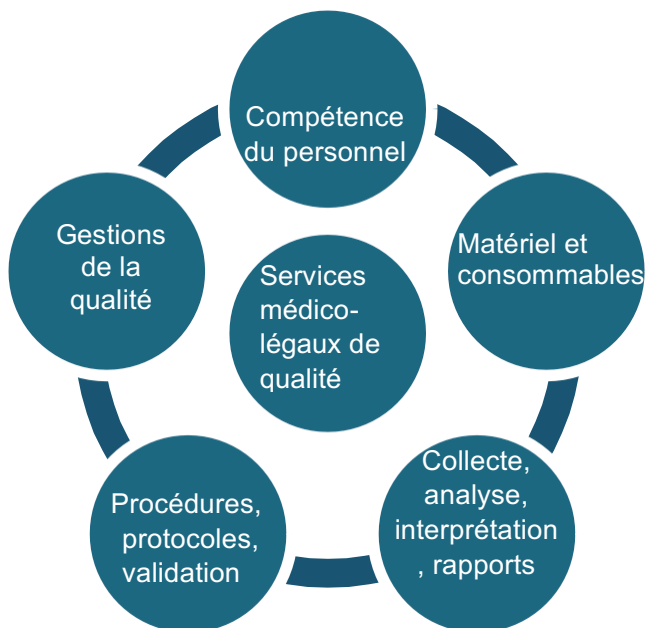 Compétence
du personnel
Gestions
de la
qualité
Matériel et
consommables
Services
médico-
légaux de
qualité
Procédures,
protocoles,
validation
Collecte,
analyse,
interprétation
, rapports